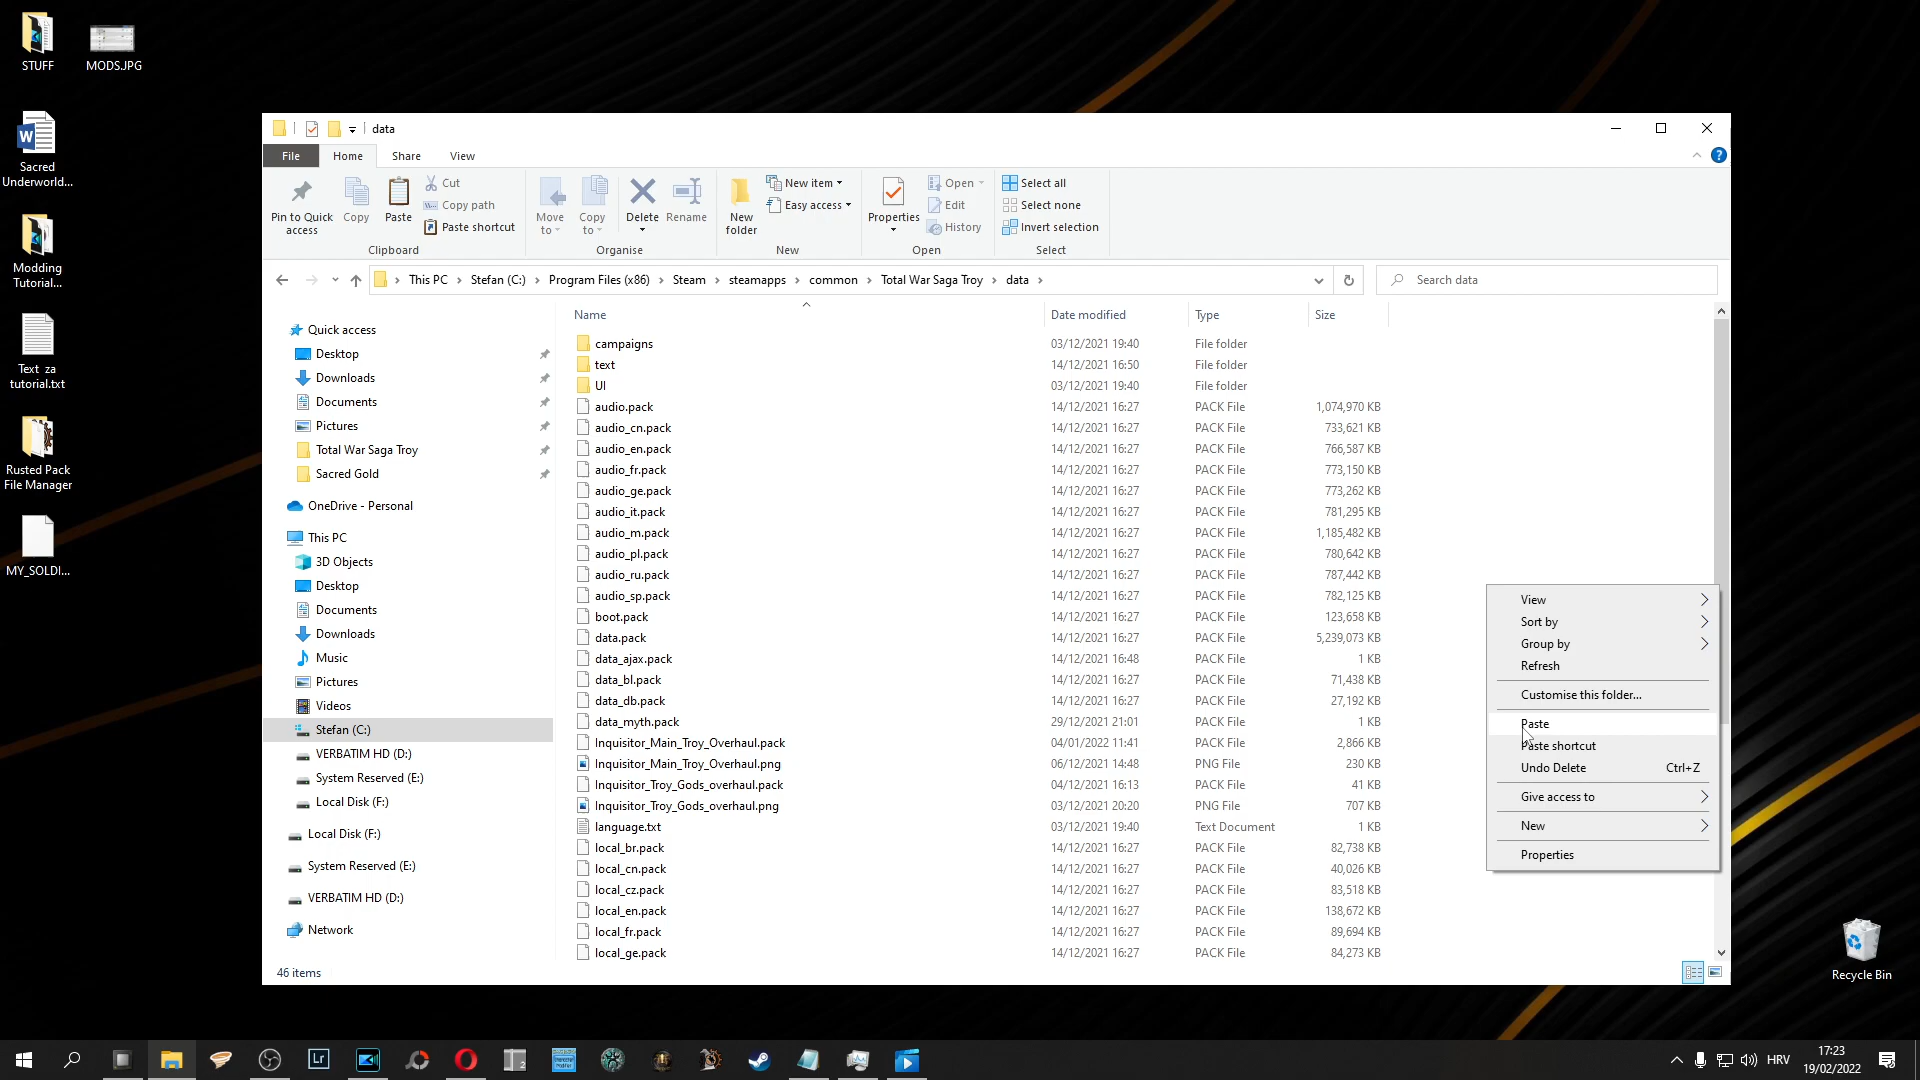 STUFF
MODS.JPG
Sacred
Underworld...
Modding
Tutorial...
Text za
tutorial.txt
Rusted Pack
File Manager
MY_SOLDI...
data
File Home Share View
Pin to Quick
access
Copy
Paste
Cut
Copy path
Paste shortcut
Clipboard
Move
to
Copy
to
Delete
Rename
Organise
New
folder
New item
Easy access
New
Properties
Open
Edit
History
Open
Select all
Select none
Invert selection
Select
This PC > Stefan (C:) > Program Files (x86) > Steam > steamapps > common > Total War Saga Troy > data >
Search data
Quick access
Desktop
Downloads
Documents
Pictures
Total War Saga Troy
Sacred Gold
OneDrive - Personal
This PC
3D Objects
Desktop
Documents
Downloads
Music
Pictures
Videos
Stefan (C:)
VERBATIM HD (D:)
System Reserved (E:)
Local Disk (F:)
Local Disk (F:)
System Reserved (E:)
VERBATIM HD (D:)
Network
Name Date modified Type Size
campaigns 03/12/2021 19:40 File folder
text 14/12/2021 16:50 File folder
UI 03/12/2021 19:40 File folder
audio.pack 14/12/2021 16:27 PACK File 1,074,970 KB
audio_cn.pack 14/12/2021 16:27 PACK File 733,621 KB
audio_en.pack 14/12/2021 16:27 PACK File 766,587 KB
audio_fr.pack 14/12/2021 16:27 PACK File 773,150 KB
audio_ge.pack 14/12/2021 16:27 PACK File 773,262 KB
audio_it.pack 14/12/2021 16:27 PACK File 781,295 KB
audio_m.pack 14/12/2021 16:27 PACK File 1,185,482 KB
audio_pl.pack 14/12/2021 16:27 PACK File 780,642 KB
audio_ru.pack 14/12/2021 16:27 PACK File 787,442 KB
audio_sp.pack 14/12/2021 16:27 PACK File 782,125 KB
boot.pack 14/12/2021 16:27 PACK File 123,658 KB
data.pack 14/12/2021 16:27 PACK File 5,239,073 KB
data_ajax.pack 14/12/2021 16:48 PACK File 1 KB
data_bl.pack 14/12/2021 16:27 PACK File 71,438 KB
data_db.pack 14/12/2021 16:27 PACK File 27,192 KB
data_myth.pack 29/12/2021 21:01 PACK File 1 KB
Inquisitor_Main_Troy_Overhaul.pack 04/01/2022 11:41 PACK File 2,866 KB
Inquisitor_Main_Troy_Overhaul.png 06/12/2021 14:48 PNG File 230 KB
Inquisitor_Troy_Gods_overhaul.pack 04/12/2021 16:13 PACK File 41 KB
Inquisitor_Troy_Gods_overhaul.png 03/12/2021 20:20 PNG File 707 KB
language.txt 03/12/2021 19:40 Text Document 1 KB
local_br.pack 14/12/2021 16:27 PACK File 82,738 KB
local_cn.pack 14/12/2021 16:27 PACK File 40,026 KB
local_cz.pack 14/12/2021 16:27 PACK File 83,518 KB
local_en.pack 14/12/2021 16:27 PACK File 138,672 KB
local_fr.pack 14/12/2021 16:27 PACK File 89,694 KB
local_ge.pack 14/12/2021 16:27 PACK File 84,273 KB
View
Sort by
Group by
Refresh
Customise this folder...
Paste
Paste shortcut
Undo Delete Ctrl+Z
Give access to
New
Properties
46 items
Recycle Bin
Lr
HRV
17:23
19/02/2022